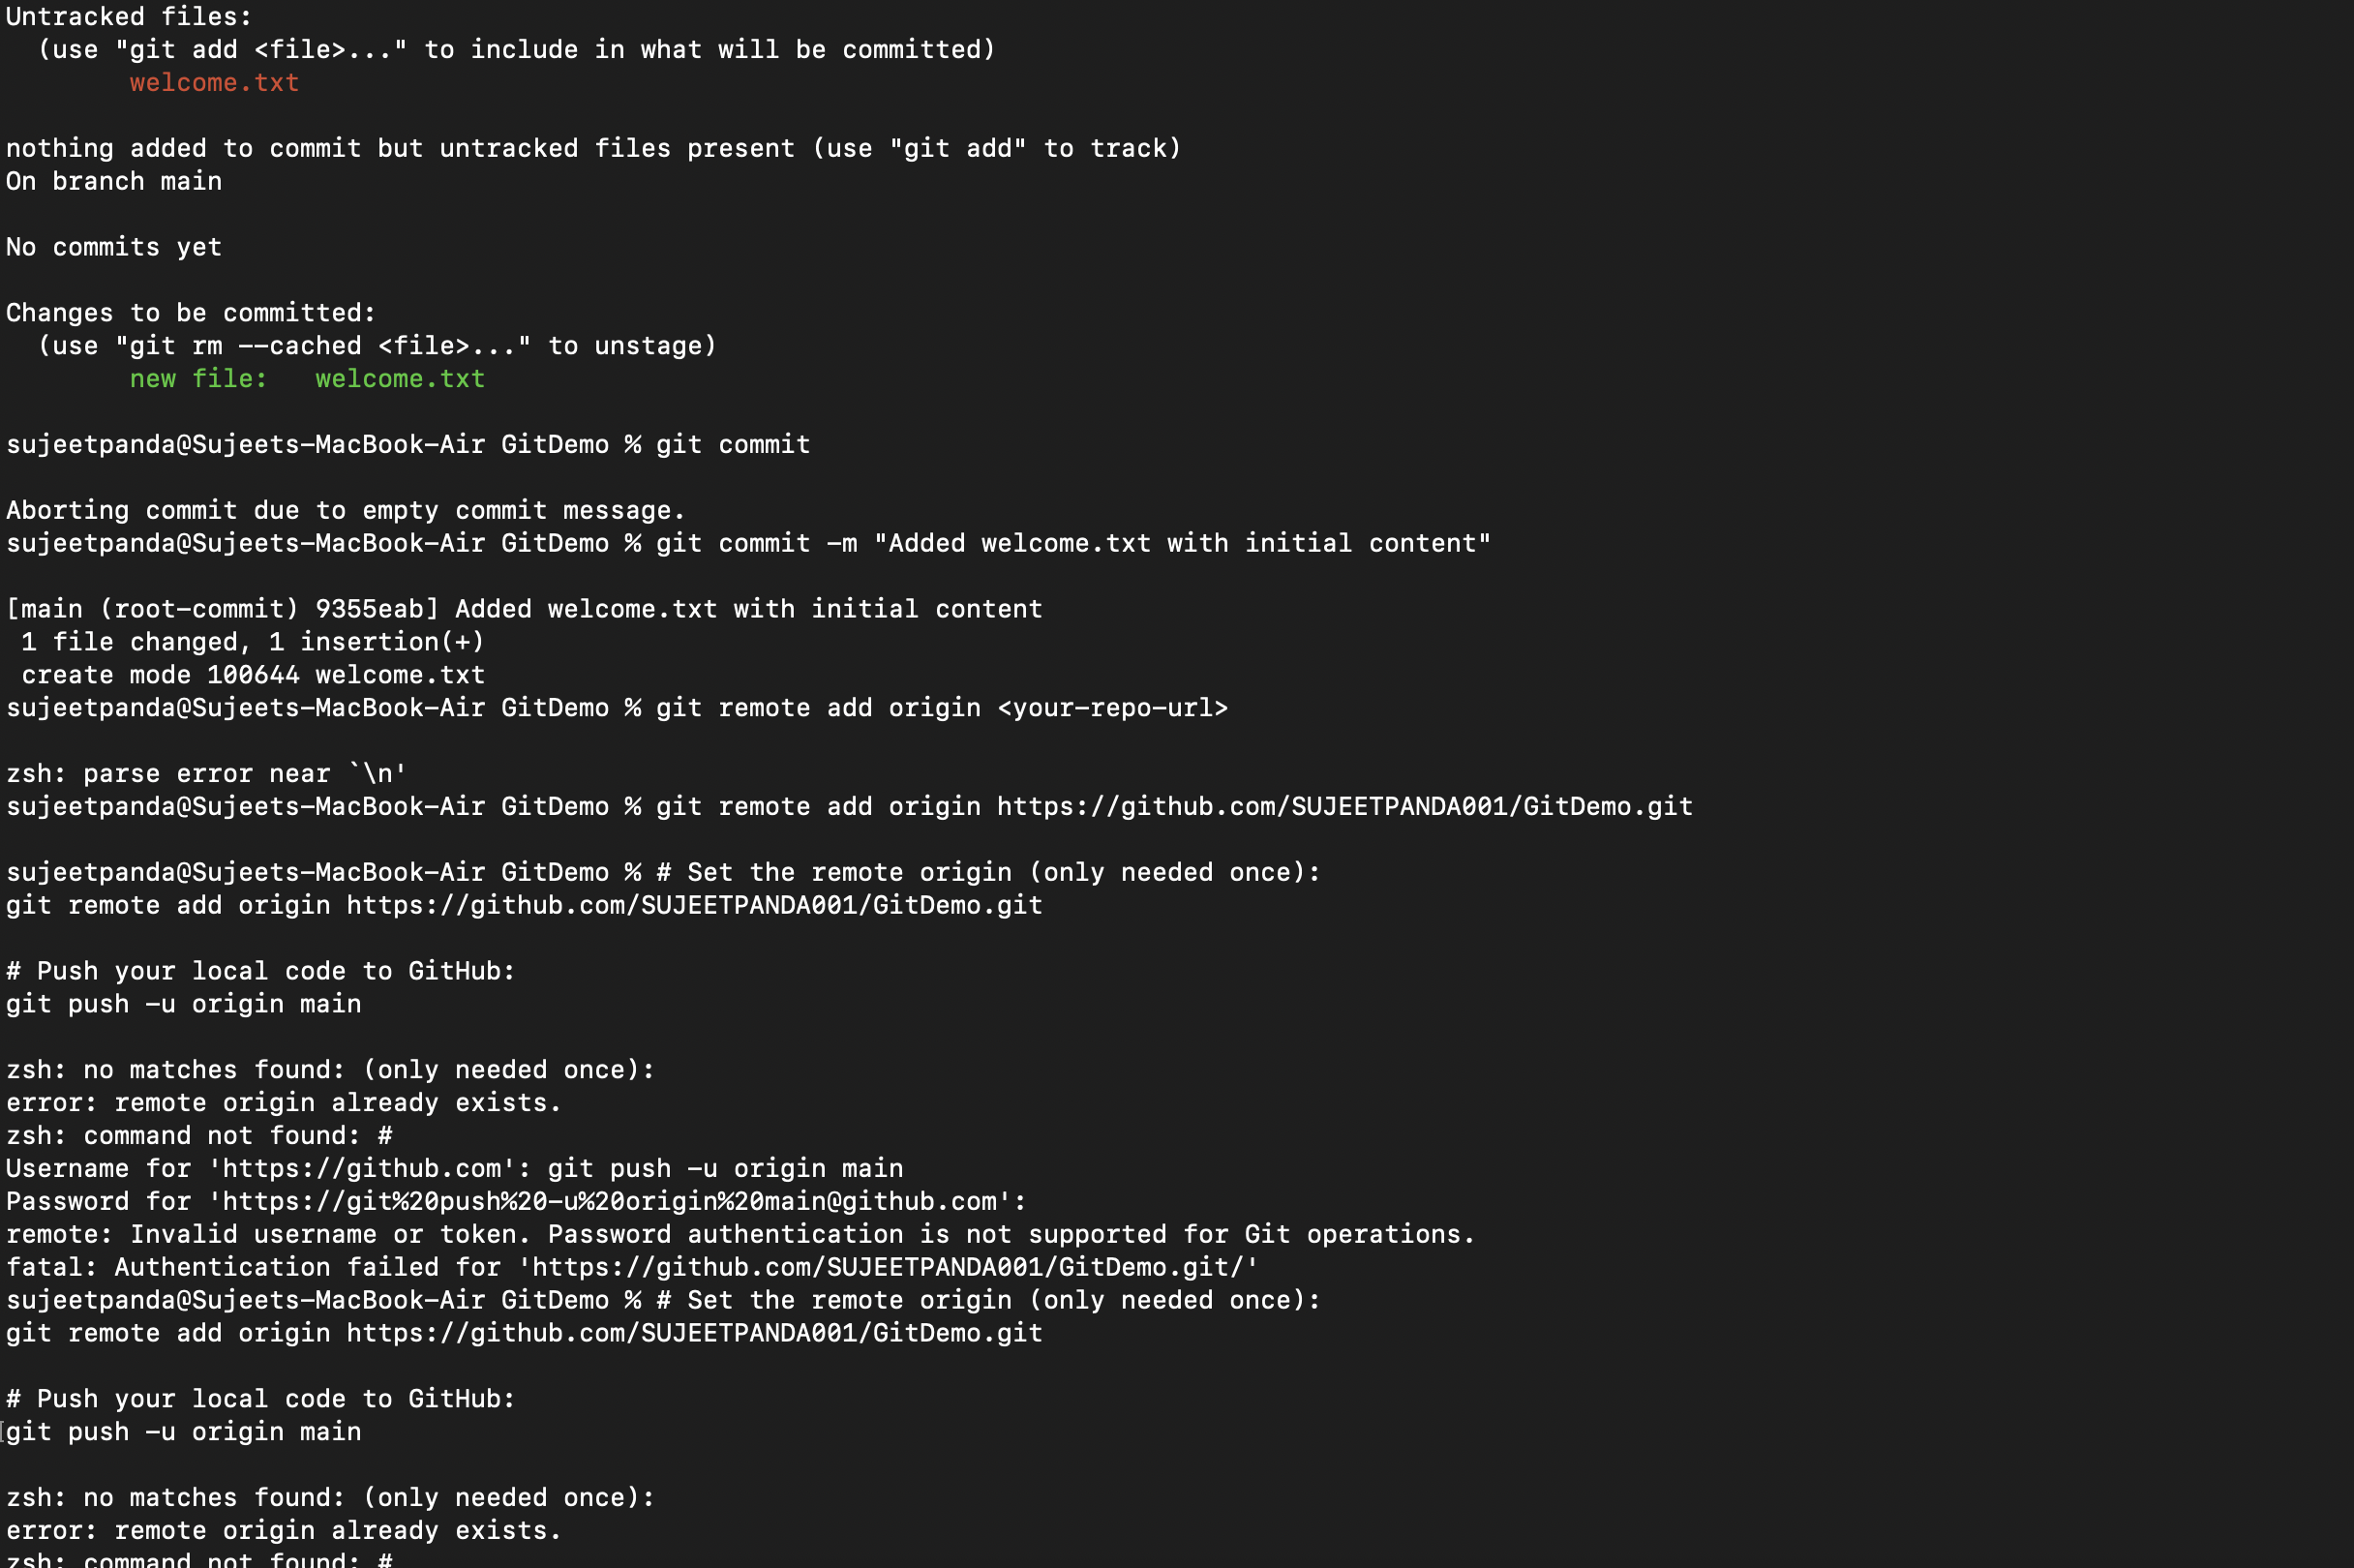 Untracked files:
  (use "git add <file>..." to include in what will be committed)
        welcome.txt

nothing added to commit but untracked files present (use "git add" to track)
On branch main

No commits yet

Changes to be committed:
  (use "git rm --cached <file>..." to unstage)
        new file:   welcome.txt

sujeetpanda@Sujeets-MacBook-Air GitDemo % git commit

Aborting commit due to empty commit message.
sujeetpanda@Sujeets-MacBook-Air GitDemo % git commit -m "Added welcome.txt with initial content"

[main (root-commit) 9355eab] Added welcome.txt with initial content
 1 file changed, 1 insertion(+)
 create mode 100644 welcome.txt
sujeetpanda@Sujeets-MacBook-Air GitDemo % git remote add origin <your-repo-url>

zsh: parse error near `\n'
sujeetpanda@Sujeets-MacBook-Air GitDemo % git remote add origin https://github.com/SUJEETPANDA001/GitDemo.git

sujeetpanda@Sujeets-MacBook-Air GitDemo % # Set the remote origin (only needed once):
git remote add origin https://github.com/SUJEETPANDA001/GitDemo.git

# Push your local code to GitHub:
git push -u origin main

zsh: no matches found: (only needed once):
error: remote origin already exists.
zsh: command not found: #
Username for 'https://github.com': git push -u origin main
Password for 'https://git%20push%20-u%20origin%20main@github.com':
remote: Invalid username or token. Password authentication is not supported for Git operations.
fatal: Authentication failed for 'https://github.com/SUJEETPANDA001/GitDemo.git/'
sujeetpanda@Sujeets-MacBook-Air GitDemo % # Set the remote origin (only needed once):
git remote add origin https://github.com/SUJEETPANDA001/GitDemo.git

# Push your local code to GitHub:
git push -u origin main

zsh: no matches found: (only needed once):
error: remote origin already exists.
zsh: command not found: #